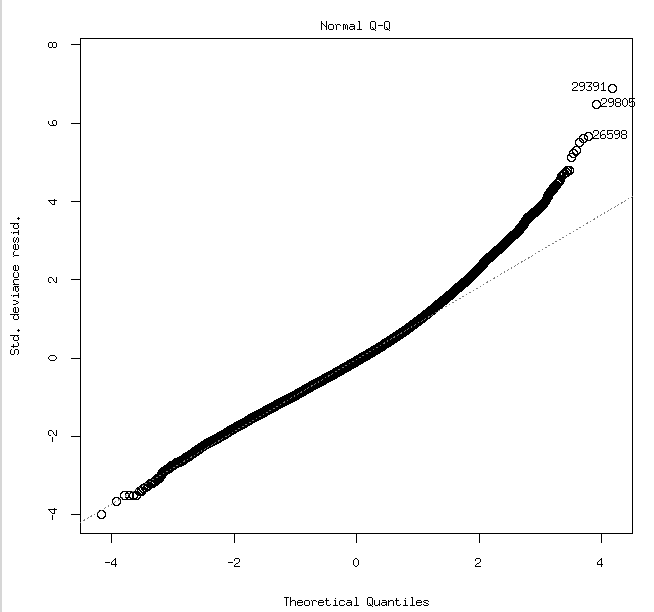 Normal Q-Q
8
6
4
2
0
-2
-4
Std. deviance resid.
29391
29805
26598
-4 -2 0 2 4
Theoretical Quantiles